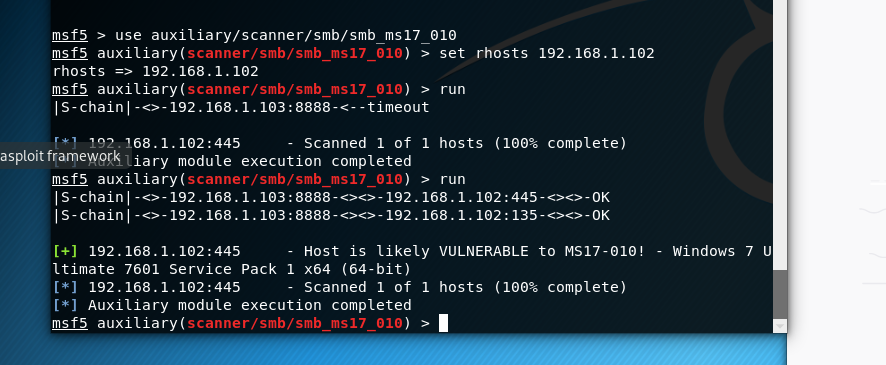 msf5 > use auxiliary/scanner/smb/smb_ms17_010
msf5 auxiliary(scanner/smb/smb_ms17_010) > set rhosts 192.168.1.102
rhosts => 192.168.1.102
msf5 auxiliary(scanner/smb/smb_ms17_010) > run
|S-chain|-<>-192.168.1.103:8888-<--timeout
[*] 192.168.1.102:445     - Scanned 1 of 1 hosts (100% complete)
asploit framework
[*] Auxiliary module execution completed
msf5 auxiliary(scanner/smb/smb_ms17_010) > run
|S-chain|-<>-192.168.1.103:8888-<><>-192.168.1.102:445-<><>-OK
|S-chain|-<>-192.168.1.103:8888-<><>-192.168.1.102:135-<><>-OK
[+] 192.168.1.102:445     - Host is likely VULNERABLE to MS17-010! - Windows 7 U
ltimate 7601 Service Pack 1 x64 (64-bit)
[*] 192.168.1.102:445     - Scanned 1 of 1 hosts (100% complete)
[*] Auxiliary module execution completed
msf5 auxiliary(scanner/smb/smb_ms17_010) >